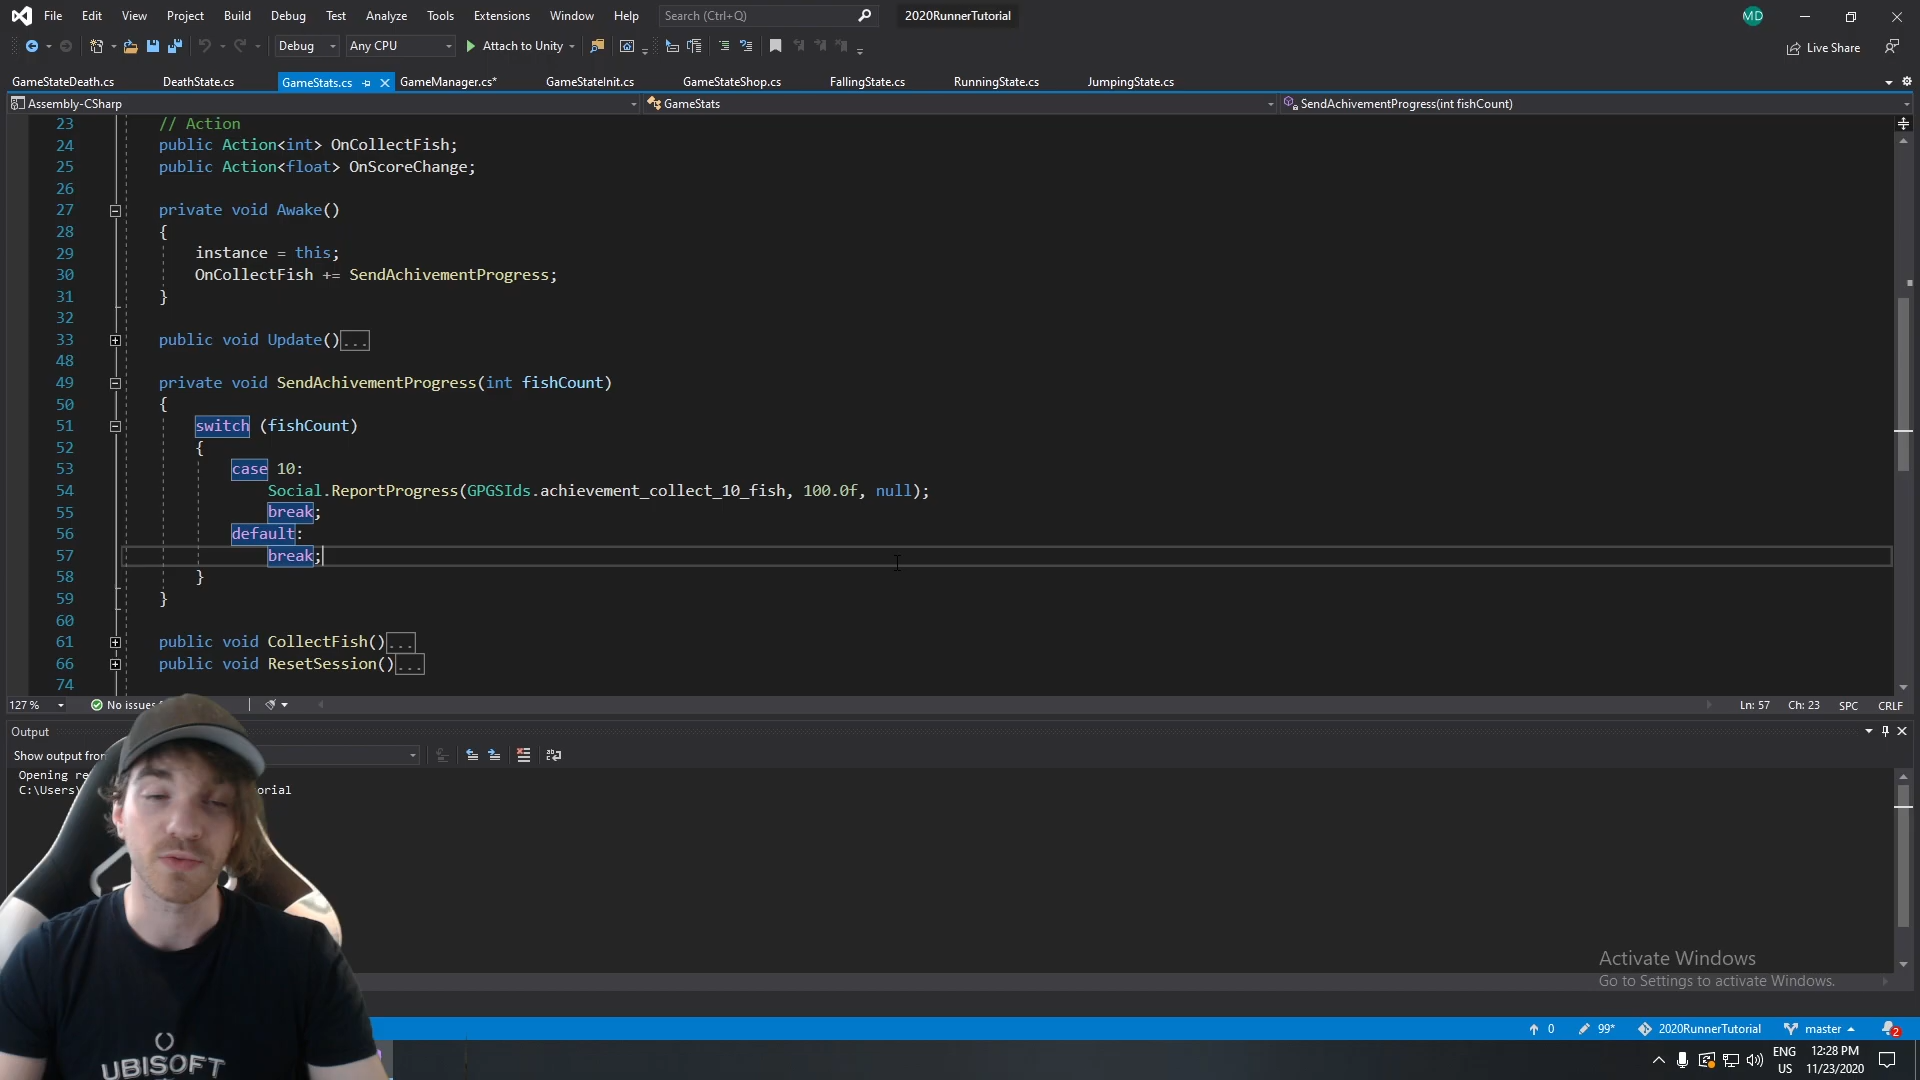 File Edit View Project Build Debug Test Analyze Tools Extensions Window Help Search (Ctrl+Q) 2020RunnerTutorial MD
Debug Any CPU Attach to Unity Live Share
GameStateDeath.cs DeathState.cs GameStats.cs GameManager.cs* GameStateInit.cs GameStateShop.cs FallingState.cs RunningState.cs JumpingState.cs
Assembly-CSharp GameStats SendAchivementProgress(int fishCount)
23 // Action
24 public Action<int> OnCollectFish;
25 public Action<float> OnScoreChange;
26
27 private void Awake()
28 {
29 instance = this;
30 OnCollectFish += SendAchivementProgress;
31 }
32
33 public void Update()...
48
49 private void SendAchivementProgress(int fishCount)
50 {
51 switch (fishCount)
52 {
53 case 10:
54 Social.ReportProgress(GPGSIds.achievement_collect_10_fish, 100.0f, null);
55 break;
56 default:
57 break;
58 }
59 }
60
61 public void CollectFish()...
66 public void ResetSession()...
74
127 % No issues Ln: 57 Ch: 23 SPC CRLF
Output
Show output from
Opening
C:\Users\ orial
Activate Windows
Go to Settings to activate Windows.
0 99* 2020RunnerTutorial master 2
UBISOFT
ENG 12:28 PM
US 11/23/2020